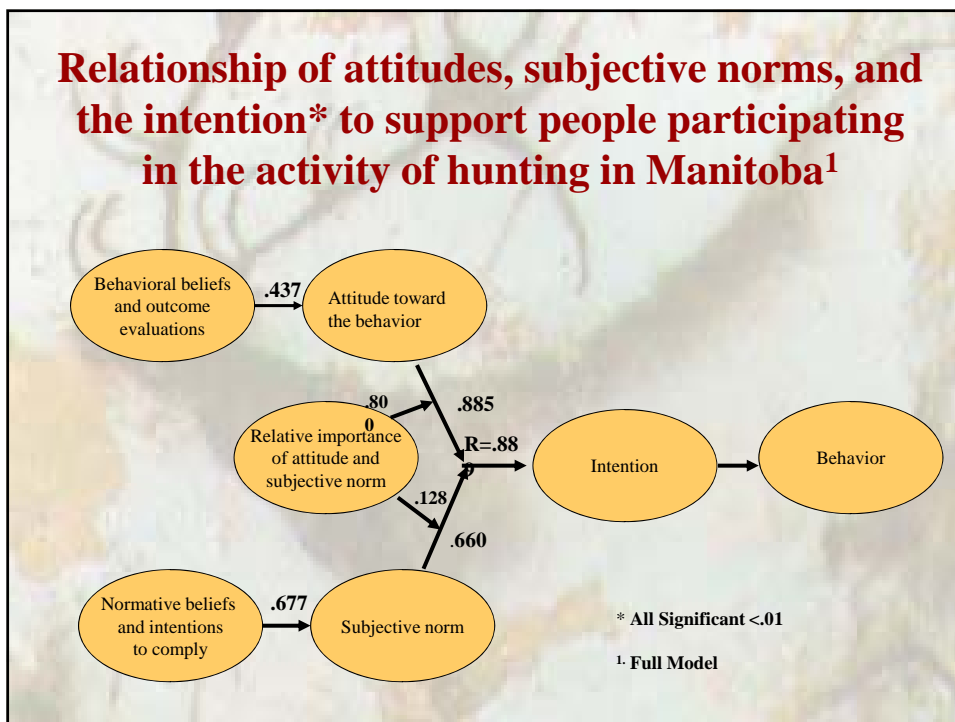 Relationship of attitudes, subjective norms, and
the intention* to support people participating
in the activity of hunting in Manitoba¹
Behavioral beliefs
and outcome
evaluations
.437
Attitude toward
the behavior
.80
0
.885
Relative importance
of attitude and
subjective norm
R=.88
9
Intention
Behavior
.128
.660
Normative beliefs
and intentions
to comply
.677
Subjective norm
* All Significant <.01
1. Full Model